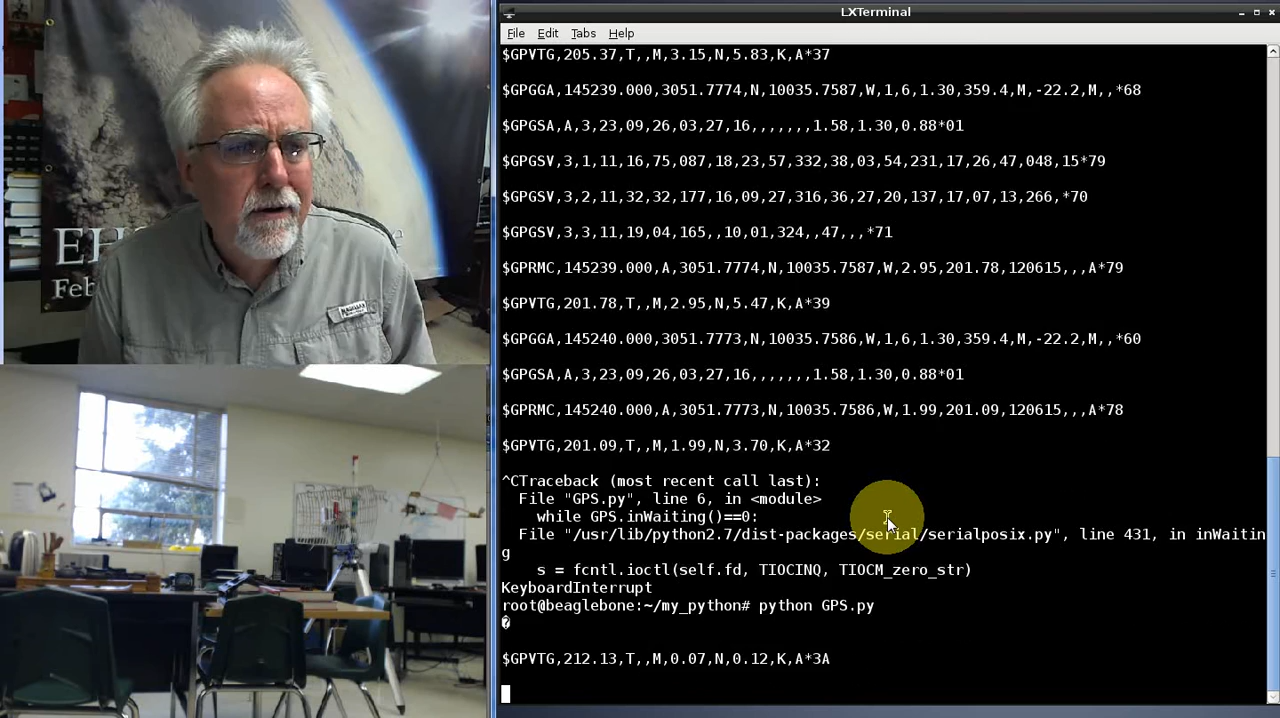 EH
Feb
LXTerminal
File Edit Tabs Help
$GPVTG,205.37,T,,M,3.15,N,5.83,K,A*37
$GPGGA,145239.000,3051.7774,N,10035.7587,W,1,6,1.30,359.4,M,-22.2,M,,*68
$GPGSA,A,3,23,09,26,03,27,16,,,,,,,1.58,1.30,0.88*01
$GPGSV,3,1,11,16,75,087,18,23,57,332,38,03,54,231,17,26,47,048,15*79
$GPGSV,3,2,11,32,32,177,16,09,27,316,36,27,20,137,17,07,13,266,*70
$GPGSV,3,3,11,19,04,165,,10,01,324,,47,,,*71
$GPRMC,145239.000,A,3051.7774,N,10035.7587,W,2.95,201.78,120615,,,A*79
$GPVTG,201.78,T,,M,2.95,N,5.47,K,A*39
$GPGGA,145240.000,3051.7773,N,10035.7586,W,1,6,1.30,359.4,M,-22.2,M,,*60
$GPGSA,A,3,23,09,26,03,27,16,,,,,,,1.58,1.30,0.88*01
$GPRMC,145240.000,A,3051.7773,N,10035.7586,W,1.99,201.09,120615,,,A*78
$GPVTG,201.09,T,,M,1.99,N,3.70,K,A*32
^CTraceback (most recent call last):
File "GPS.py", line 6, in <module>
while GPS.inWaiting()==0:
File "/usr/lib/python2.7/dist-packages/serial/serialposix.py", line 431, in inWaitin
g
s = fcntl.ioctl(self.fd, TIOCINQ, TIOCM_zero_str)
KeyboardInterrupt
root@beaglebone:~/my_python# python GPS.py
�
$GPVTG,212.13,T,,M,0.07,N,0.12,K,A*3A